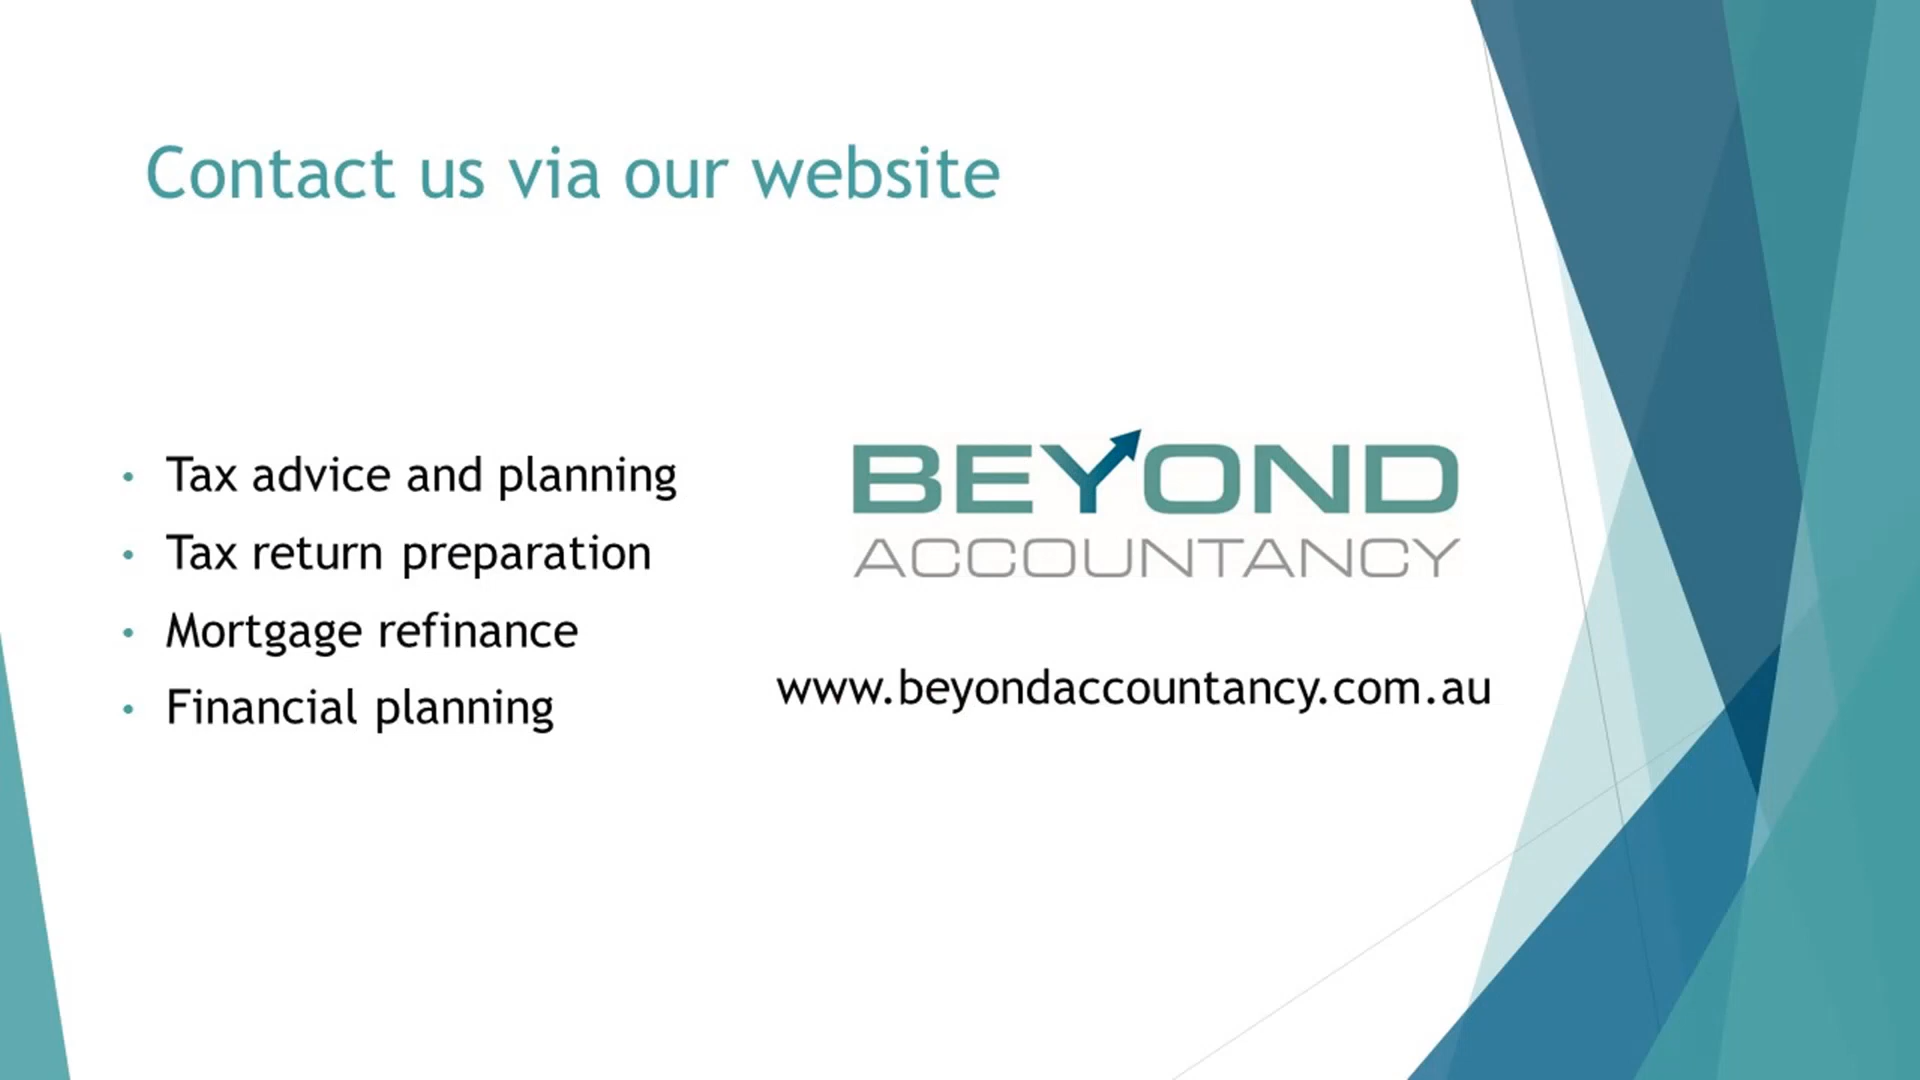 Contact us via our website
• Tax advice and planning
• Tax return preparation
• Mortgage refinance
• Financial planning
BEYOND
ACCOUNTANCY
www.beyondaccountancy.com.au